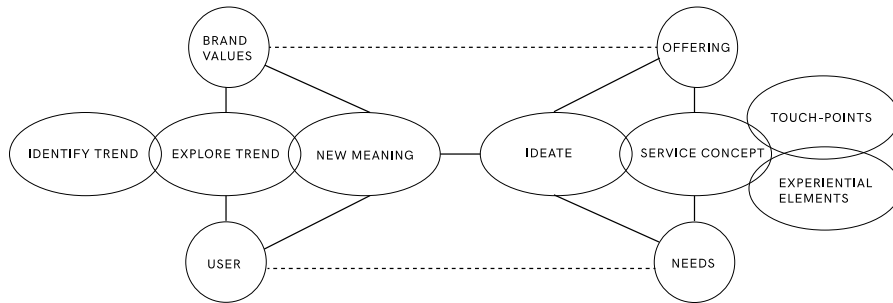 BRAND
VALUES
OFFERING
TOUCH-POINTS
IDENTIFY TREND
EXPLORE TREND
NEW MEANING
IDEATE
SERVICE CONCEPT
EXPERIENTIAL
ELEMENTS
USER
NEEDS